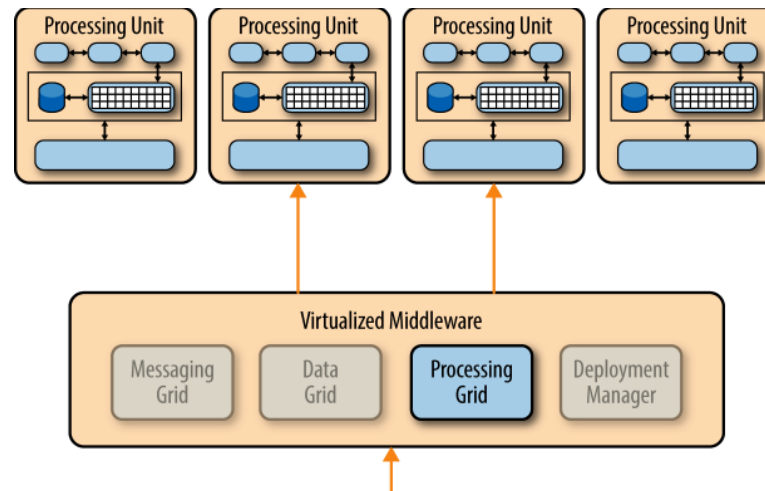 Processing Unit
Processing Unit
Processing Unit
Processing Unit
Virtualized Middleware
Messaging
Grid
Data
Grid
Processing
Grid
Deployment
Manager